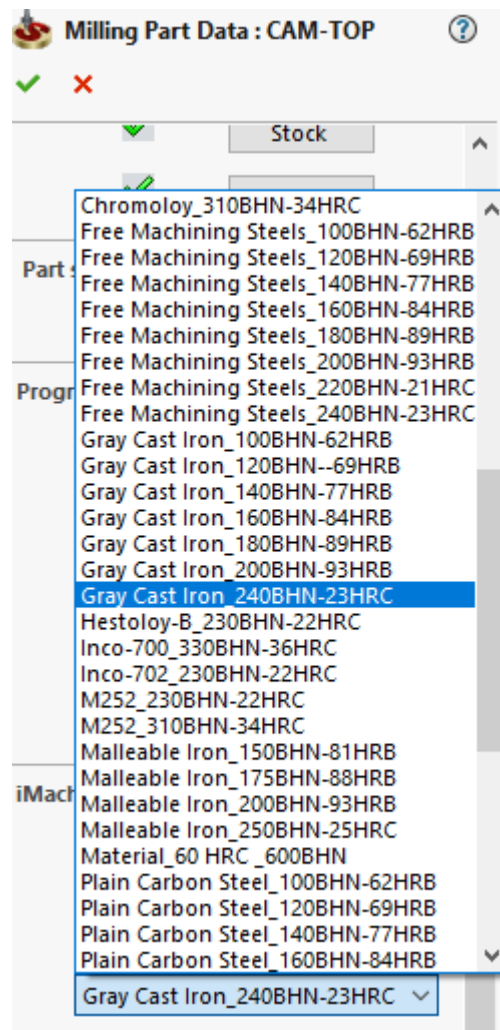 Milling Part Data : CAM-TOP
Stock
Chromoloy_310BHN-34HRC
Free Machining Steels_100BHN-62HRB
Free Machining Steels_120BHN-69HRB
Part
Free Machining Steels_140BHN-77HRB
Free Machining Steels_160BHN-84HRB
Free Machining Steels_180BHN-89HRB
Free Machining Steels_200BHN-93HRB
Progr
Free Machining Steels_220BHN-21HRC
Free Machining Steels_240BHN-23HRC
Gray Cast Iron_100BHN-62HRB
Gray Cast Iron_120BHN--69HRB
Gray Cast Iron_140BHN-77HRB
Gray Cast Iron_160BHN-84HRB
Gray Cast Iron_180BHN-89HRB
Gray Cast Iron_200BHN-93HRB
Gray Cast Iron_240BHN-23HRC
Hestoloy-B_230BHN-22HRC
Inco-700_330BHN-36HRC
Inco-702_230BHN-22HRC
M252_230BHN-22HRC
M252_310BHN-34HRC
Malleable Iron_150BHN-81HRB
Malleable Iron_175BHN-88HRB
iMach
Malleable Iron_200BHN-93HRB
Malleable Iron_250BHN-25HRC
Material_60 HRC _600BHN
Plain Carbon Steel_100BHN-62HRB
Plain Carbon Steel_120BHN-69HRB
Plain Carbon Steel_140BHN-77HRB
Plain Carbon Steel_160BHN-84HRB
Gray Cast Iron_240BHN-23HRC